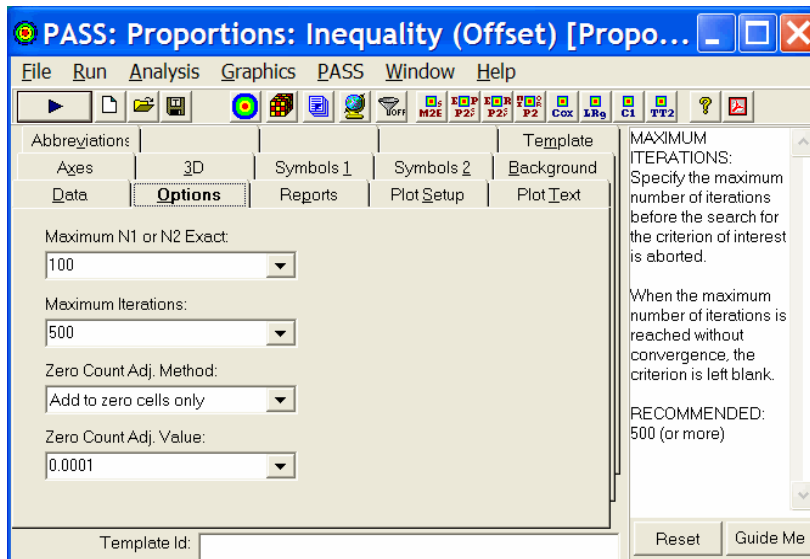 PASS: Proportions: Inequality (Offset) [Propo...
File Run Analysis Graphics PASS Window Help
OFF M2E P2 P2 P2 Cox LRg C1 TT2
Abbreviations Template
Axes 3D Symbols 1 Symbols 2 Background
Data Options Reports Plot Setup Plot Text
Maximum N1 or N2 Exact:
100
Maximum Iterations:
500
Zero Count Adj. Method:
Add to zero cells only
Zero Count Adj. Value:
0.0001
Template Id:
MAXIMUM
ITERATIONS:
Specify the maximum
number of iterations
before the search for
the criterion of interest
is aborted.
When the maximum
number of iterations is
reached without
convergence, the
criterion is left blank.
RECOMMENDED:
500 (or more)
Reset Guide Me